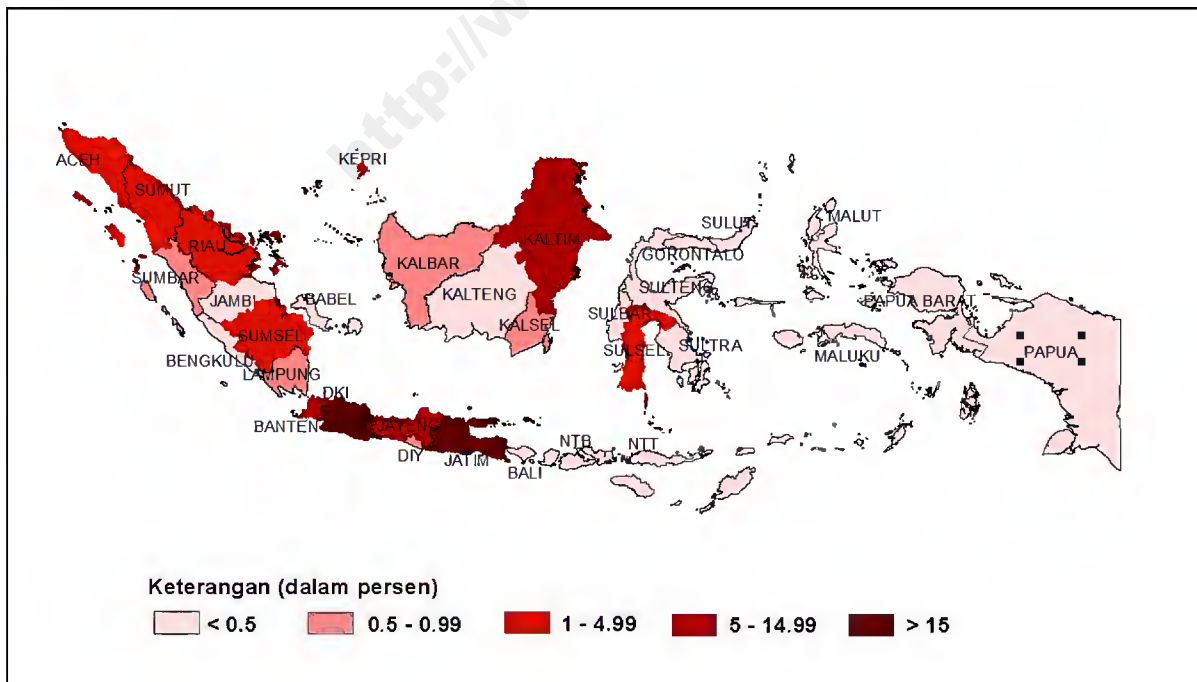 http://w
KEPRI
ACEH
SUMUT
MALUT
SULUT
RIAU
KALTIM
GORONTALO
KALBAR
SUMBAR
SULTENG
KALTENG
JAMBI
BABEL
PAPUA BARAT
SULBAR
KALSEL
SUMSEL
SULSEL
SULTRA
PAPUA
MALUKU
BENGKULU
LAMPUNG
DKI
BANTEN
JATENG
NTB
NTT
DIY
JATIM
BALI
Keterangan (dalam persen)
< 0.5
0.5 - 0.99
1 - 4.99
5 - 14.99
> 15